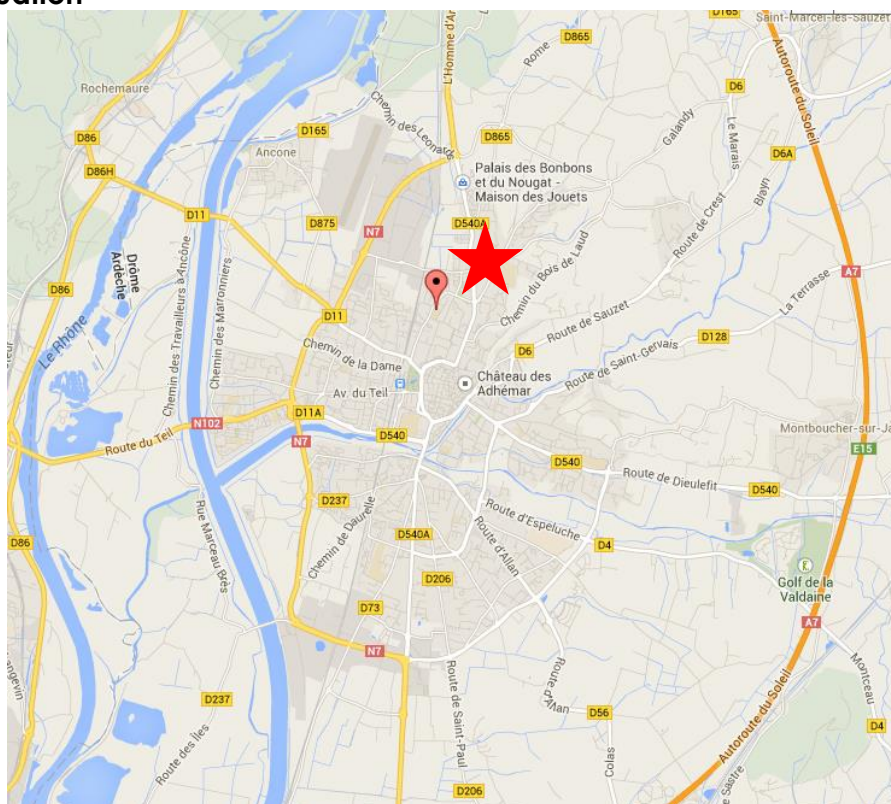 D165
Saint-Marcel-lès-Sauzet
D865
Rome
L'Homme d'Ar
Autoroute du Soleil
Rochemaure
D6
Chemin des Léonards
Galandy
Le Marais
D86
D165
D865
Ancone
D6A
Blayn
D86H
Palais des Bonbons
et du Nougat -
Maison des Jouets
D11
D875
N7
D540A
Route de Crest
Drôme
Ardèche
Chemin du Bois de Laud
A7
La Terrasse
D86
Chemin des Travailleurs à Ancône
Chemin des Marronniers
Le Rhône
D11
Route de Sauzet
D128
Chemin de la Dame
D6
Route de Saint-Gervais
Château des
Adhémar
Av. du Teil
D11A
N102
Montboucher-sur-Ja
Route du Teil
N7
D540
E15
D540
Route de Dieulefit
D540
D237
Rue Marceau Brès
Chemin de Daurelle
Route d'Espeluche
D86
D540A
Route d'Allan
D4
D206
Golf de la
Valdaine
D73
A7
N7
Montceau
angevin
D237
Route de Saint-Paul
Route d'Allan
Autoroute du Soleil
D56
D4
Route des Îles
Colas
D206
Sastre